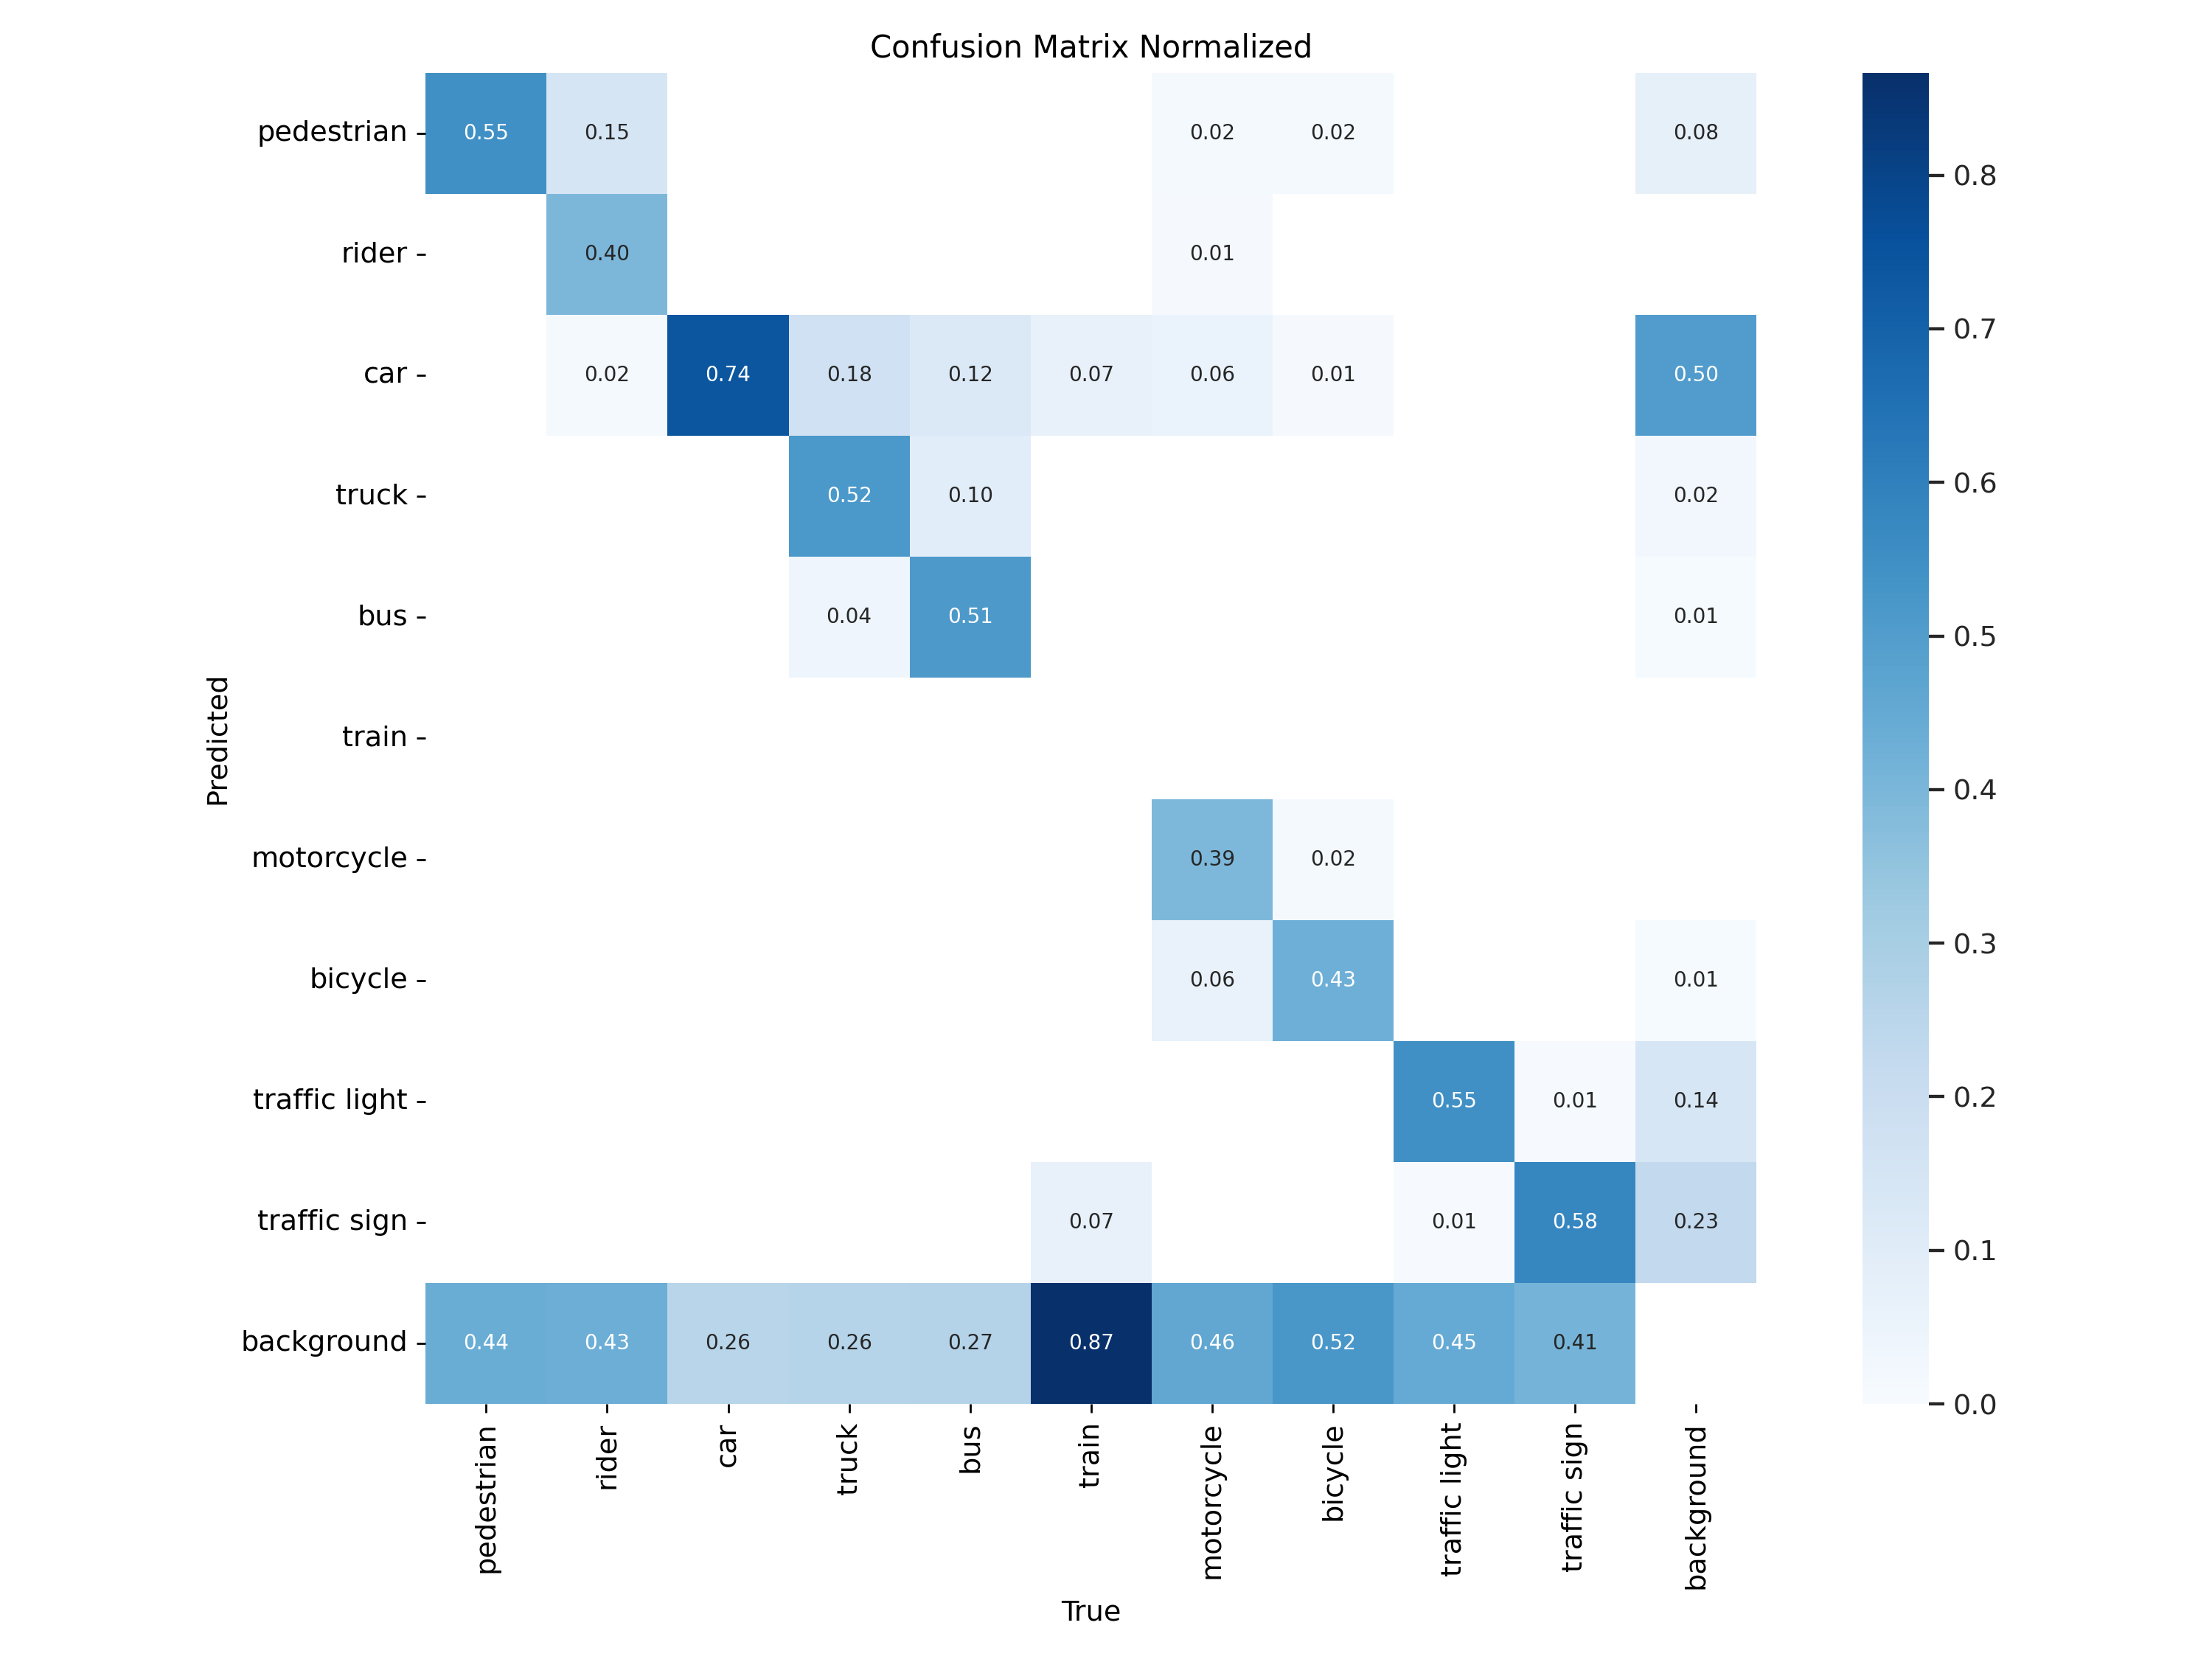 Confusion Matrix Normalized
pedestrian 0.55 0.15 0.02 0.02 0.08
rider 0.40 0.01
car 0.02 0.74 0.18 0.12 0.07 0.06 0.01 0.50
truck 0.52 0.10 0.02
bus 0.04 0.51 0.01
train
motorcycle 0.39 0.02
bicycle 0.06 0.43 0.01
traffic light 0.55 0.01 0.14
traffic sign 0.07 0.01 0.58 0.23
background 0.44 0.43 0.26 0.26 0.27 0.87 0.46 0.52 0.45 0.41
Predicted
pedestrian rider car truck bus train motorcycle bicycle traffic light traffic sign background
True
0.8
0.7
0.6
0.5
0.4
0.3
0.2
0.1
0.0